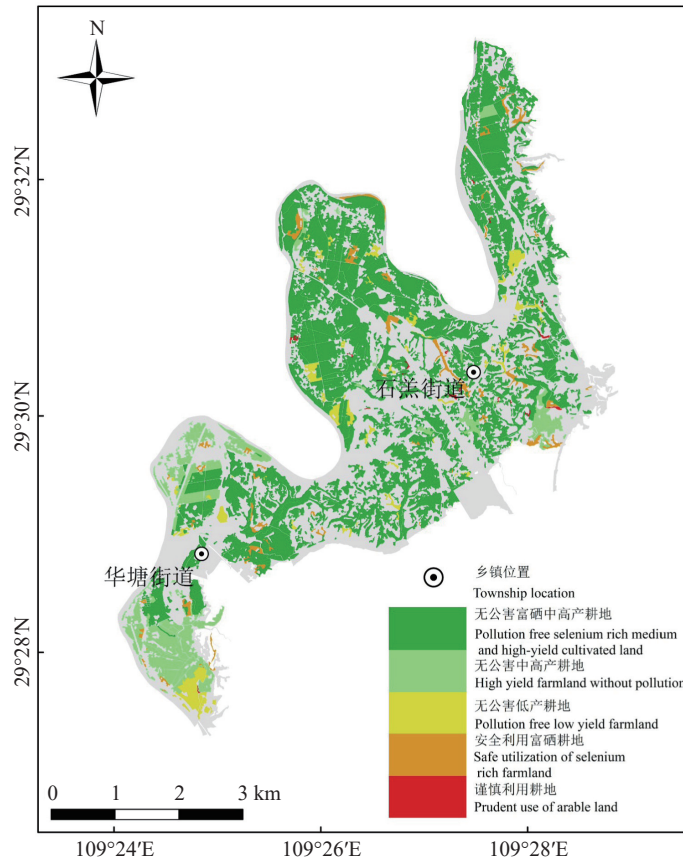 N
29°32′N
29°30′N
29°28′N
石羔街道
华塘街道
乡镇位置
Township location
无公害富硒中高产耕地
Pollution free selenium rich medium
and high-yield cultivated land
无公害中高产耕地
High yield farmland without pollution
无公害低产耕地
Pollution free low yield farmland
安全利用富硒耕地
Safe utilization of selenium
rich farmland
谨慎利用耕地
Prudent use of arable land
0 1 2 3 km
109°24′E 109°26′E 109°28′E